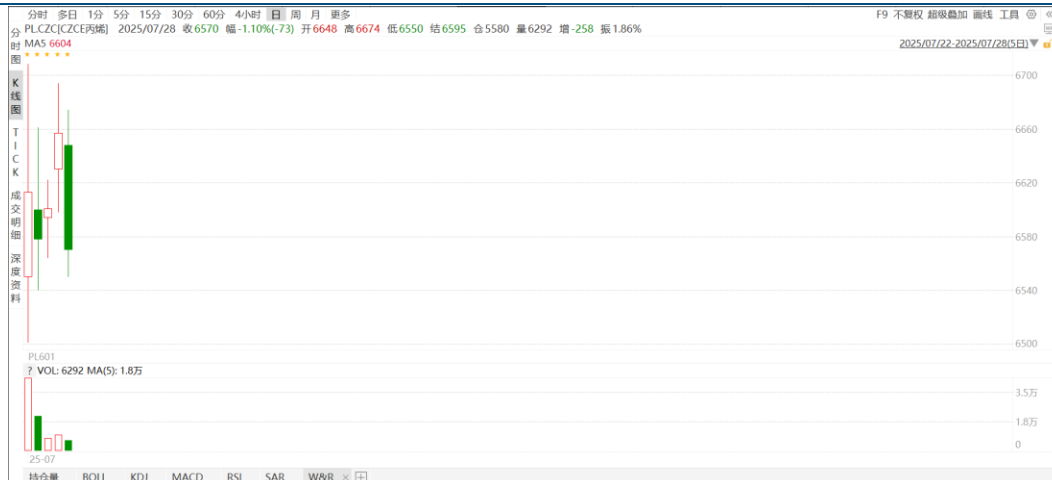 分时 多日 1分 5分 15分 30分 60分 4小时 日 周 月 更多 F9 不复权 超级叠加 画线 工具
PL.CZC[CZCE丙烯] 2025/07/28 收6570 幅-1.10%(-73) 开6648 高6674 低6550 结6595 仓5580 量6292 增-258 振1.86%
MA5 6604 2025/07/22-2025/07/28(5日)
分时图
K线图
TICK
成交明细
深度资料
6700
6660
6620
6580
6540
6500
PL601
? VOL: 6292 MA(5): 1.8万
3.5万
1.8万
0
25-07
持仓量 BOLL KDJ MACD RSI SAR W&R